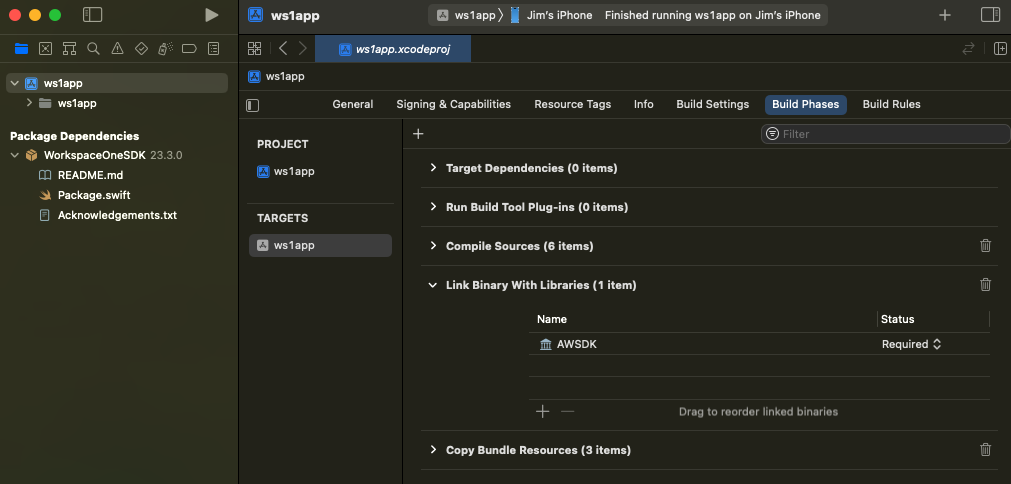 ws1app
ws1app 〉 Jim's iPhone Finished running ws1app on Jim's iPhone
ws1app.xcodeproj
ws1app
ws1app
ws1app
Package Dependencies
WorkspaceOneSDK 23.3.0
README.md
Package.swift
Acknowledgements.txt
General Signing & Capabilities Resource Tags Info Build Settings Build Phases Build Rules
PROJECT
ws1app
TARGETS
ws1app
Filter
Target Dependencies (0 items)
Run Build Tool Plug-ins (0 items)
Compile Sources (6 items)
Link Binary With Libraries (1 item)
Name Status
AWSDK Required
Drag to reorder linked binaries
Copy Bundle Resources (3 items)